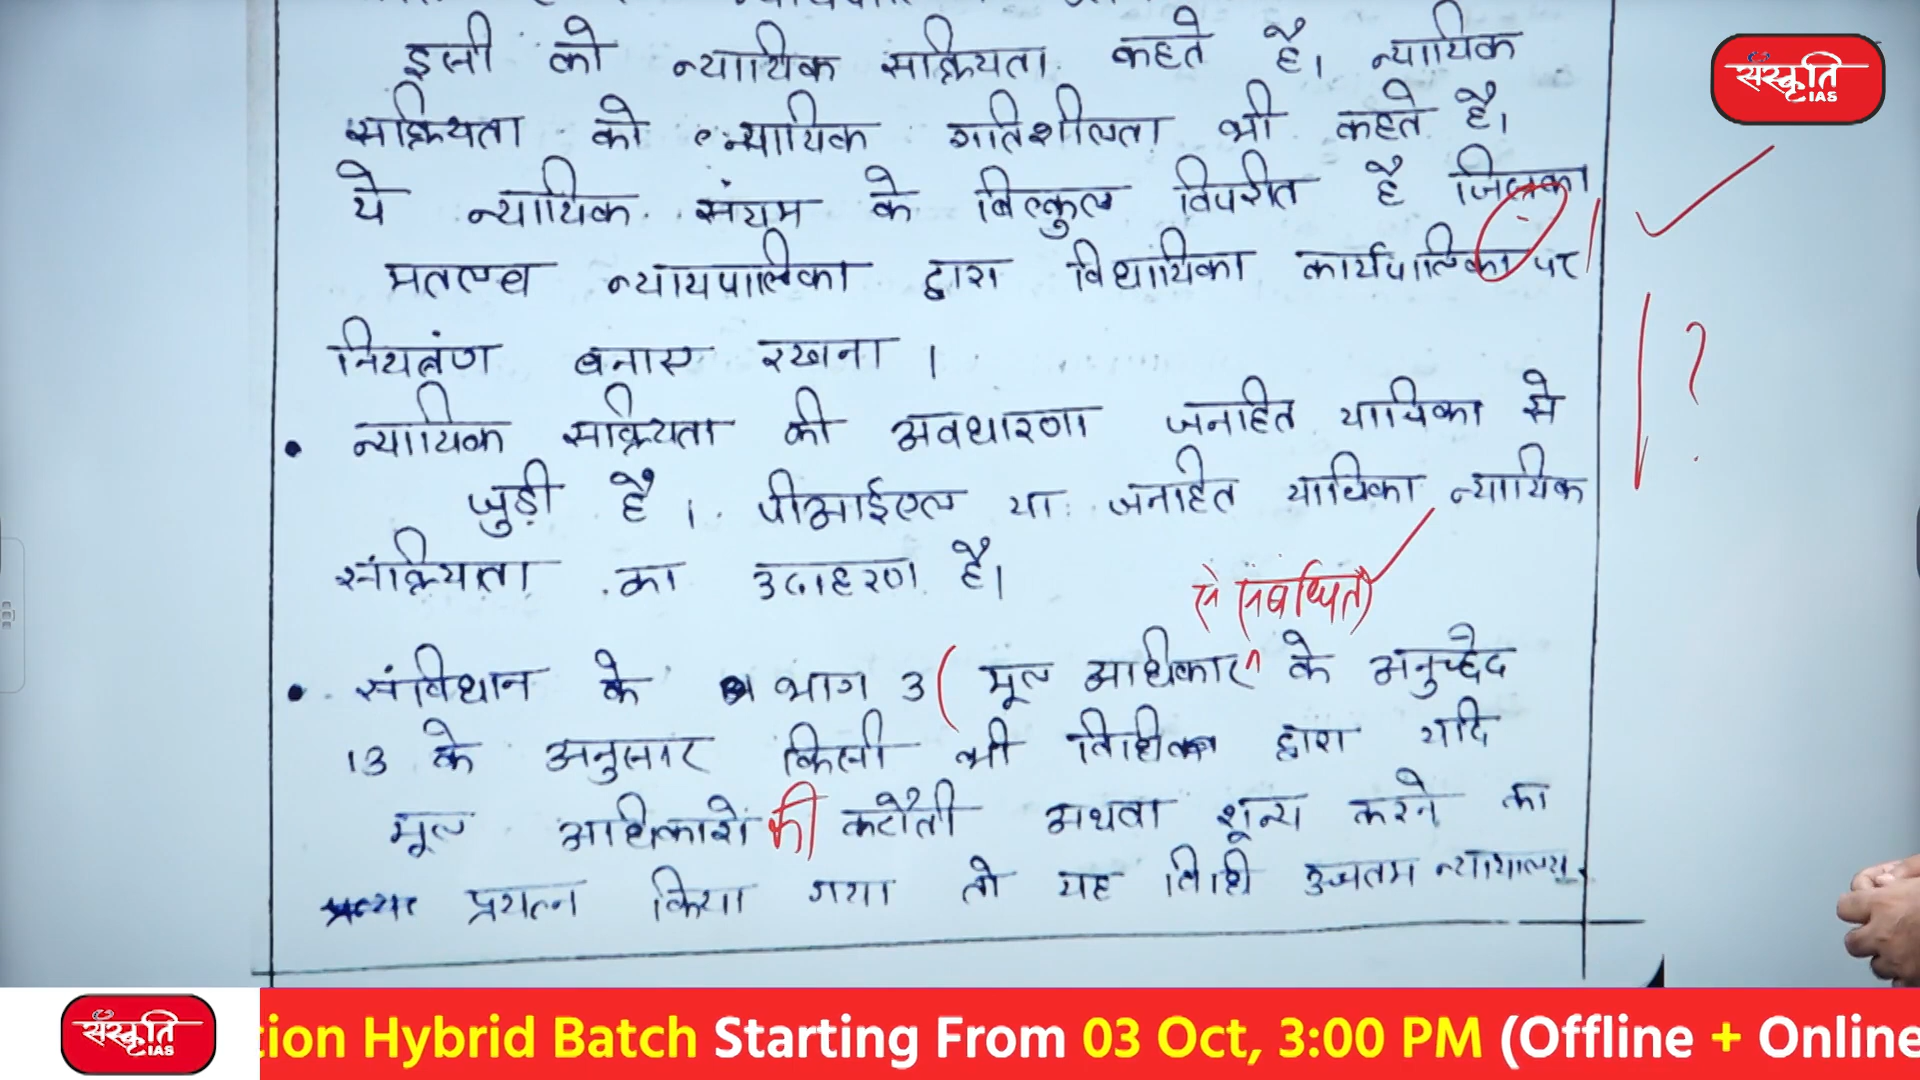 इसी को न्यायिक सक्रियता कहते है। न्यायिक
सक्रियता को न्यायिक गतिशीलता भी कहते है।
ये न्यायिक संयम के बिल्कुल विपरीत है जिसका
मतलब न्यायपालिका द्वारा विधायिका कार्यपालिका पर
नियतंण बनाए रखना ।
?
• न्यायिक सक्रियता की अवधारणा जनहित याचिका से
जुड़ी है । पीआईएल या जनहित याचिका न्यायिक
सक्रियता का उदाहरण है।
से संबंधित
• संविधान के भाग 3 ( मूल अधिकार के अनुच्छेद
13 के अनुसार किसी भी द्वारा यदि
मूल अधिकारो की कटौती अथवा शून्य करने का
प्रयत्न किया गया तो यह विधि न्यायालय
संस्कृति
IAS
संस्कृति
IAS
tion Hybrid Batch Starting From 03 Oct, 3:00 PM (Offline + Online